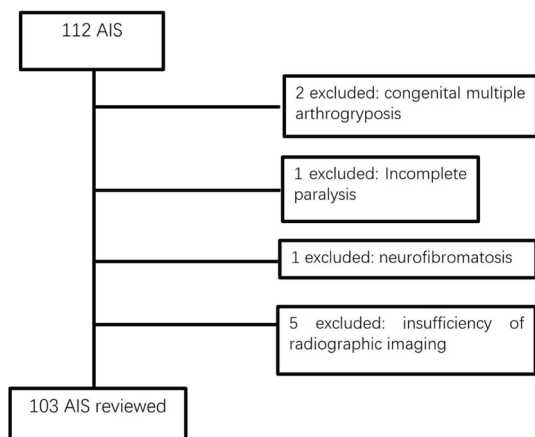 112 AIS
2 excluded: congenital multiple
arthrogryposis
1 excluded: Incomplete
paralysis
1 excluded: neurofibromatosis
5 excluded: insufficiency of
radiographic imaging
103 AIS reviewed